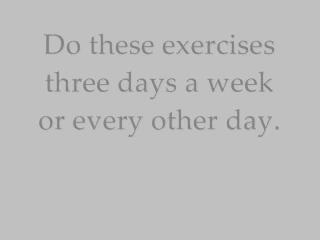 Do these exercises
three days a week
or every other day.